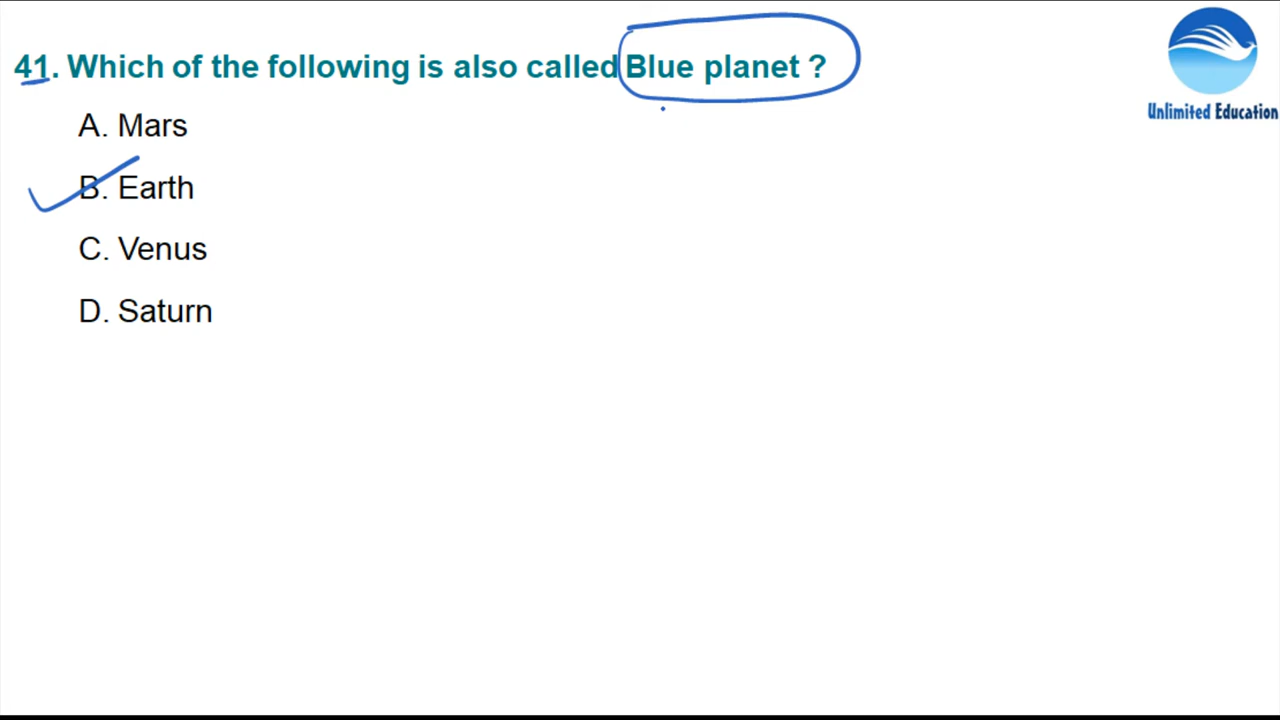 41. Which of the following is also called Blue planet ?
A. Mars
B. Earth
C. Venus
D. Saturn
Unlimited Education